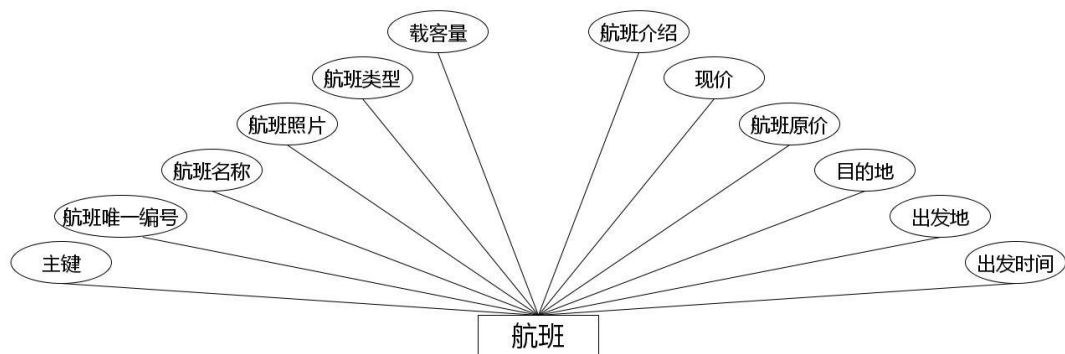 载客量
航班介绍
航班类型
现价
航班照片
航班原价
航班名称
目的地
航班唯一编号
出发地
主键
出发时间
航班